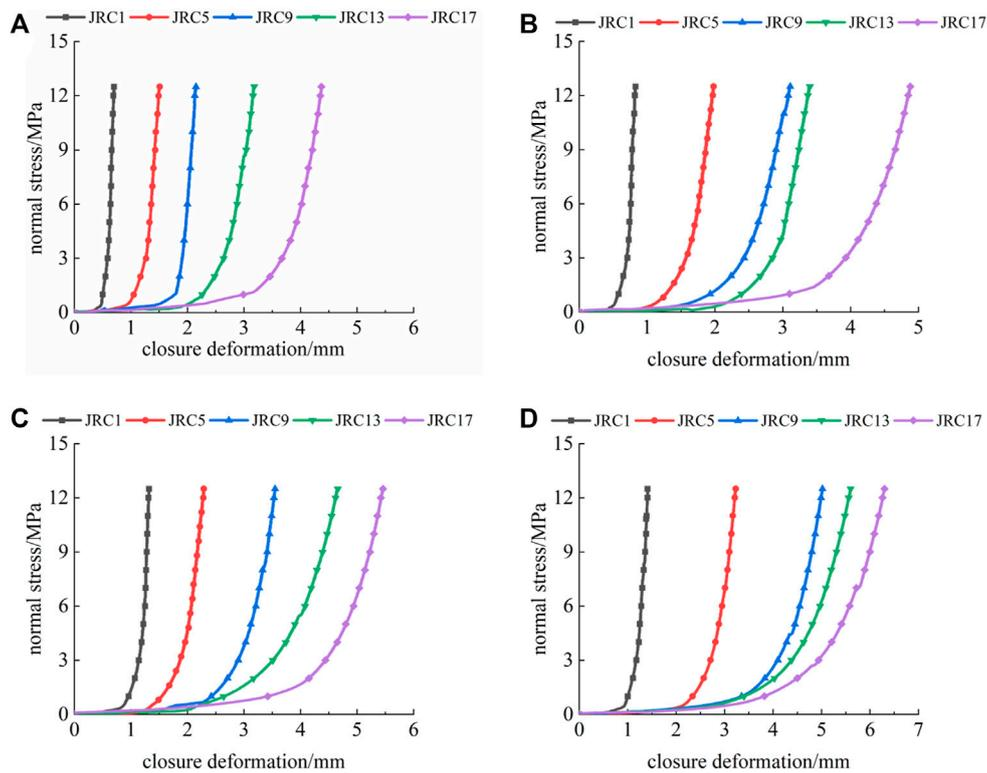 A
JRC1 JRC5 JRC9 JRC13 JRC17
15
12
9
6
3
0
normal stress/MPa
0 1 2 3 4 5 6
closure deformation/mm
B
JRC1 JRC5 JRC9 JRC13 JRC17
15
12
9
6
3
0
normal stress/MPa
0 1 2 3 4 5
closure deformation/mm
C
JRC1 JRC5 JRC9 JRC13 JRC17
15
12
9
6
3
0
normal stress/MPa
0 1 2 3 4 5 6
closure deformation/mm
D
JRC1 JRC5 JRC9 JRC13 JRC17
15
12
9
6
3
0
normal stress/MPa
0 1 2 3 4 5 6 7
closure deformation/mm